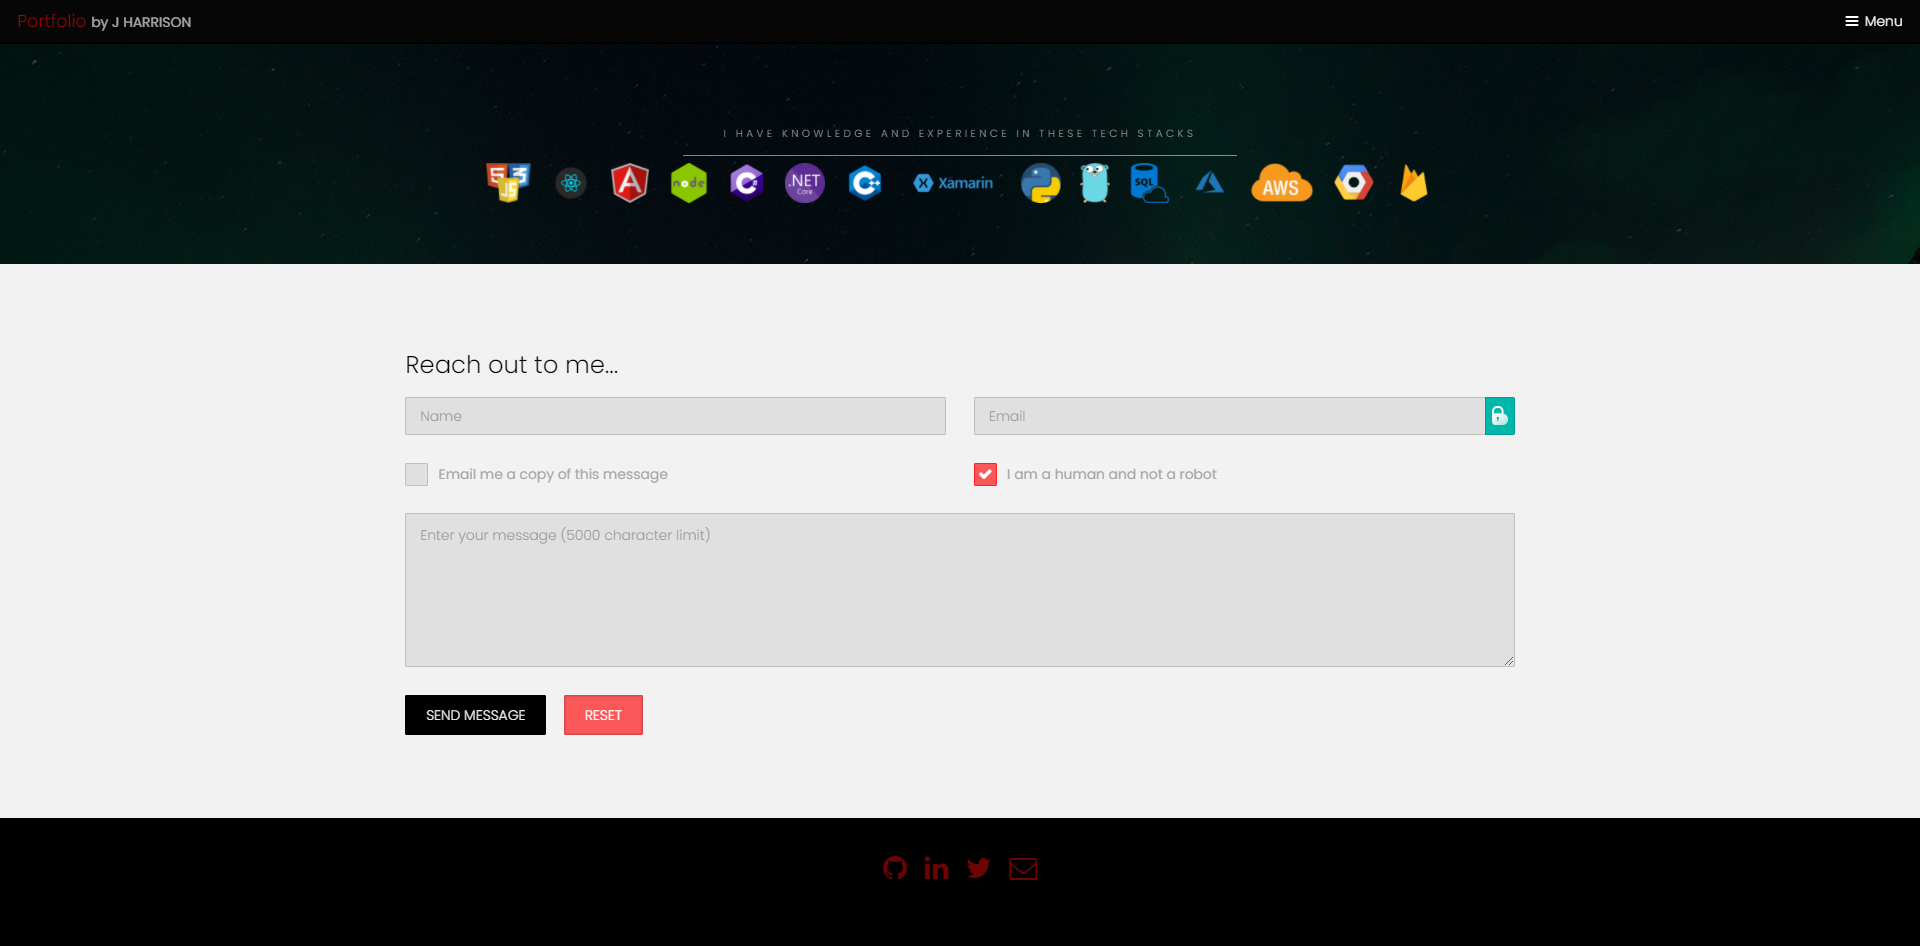 Portfolio by J HARRISON
Menu
I HAVE KNOWLEDGE AND EXPERIENCE IN THESE TECH STACKS
5 3 JS
A
node
C#
.NET Core
C++
Xamarin
SQL
AWS
Reach out to me...
Name
Email
Email me a copy of this message
I am a human and not a robot
Enter your message (5000 character limit)
SEND MESSAGE
RESET
in